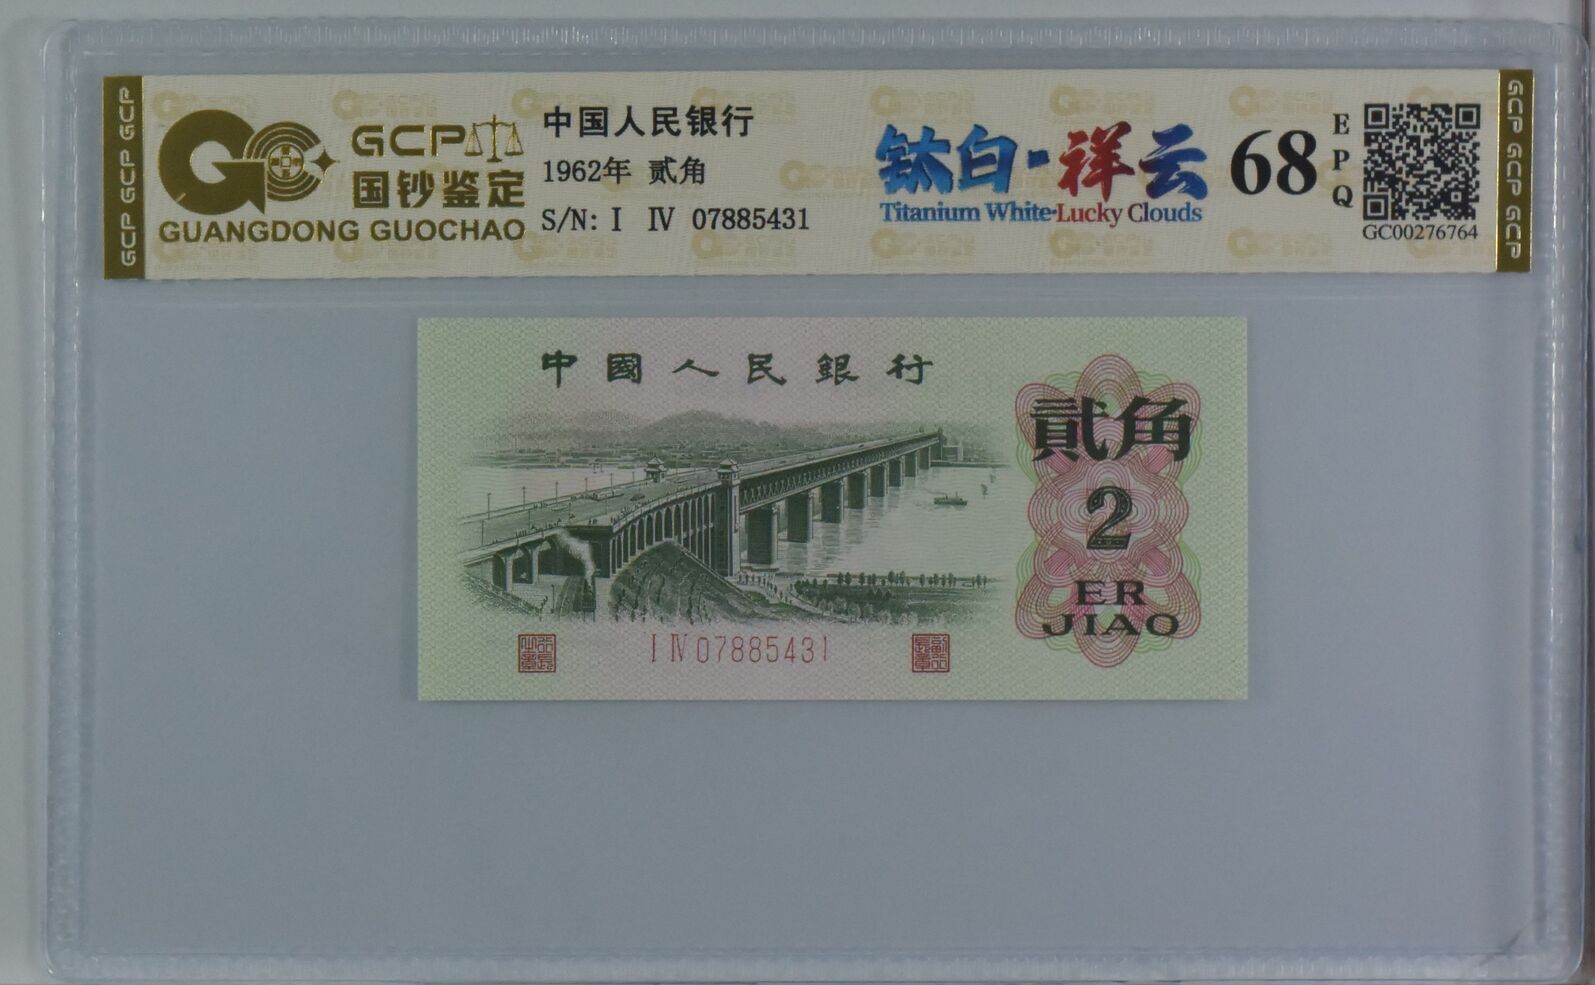 GCP GCP GCP
GCP
国钞鉴定
GUANGDONG GUOCHAO
中国人民银行
1962年 贰角
S/N: I IV 07885431
钛白-祥云
Titanium White·Lucky Clouds
68
EPQ
GC00276764
GCP GCP GCP
中國人民銀行
貳角
2
ER
JIAO
I IV 07885431